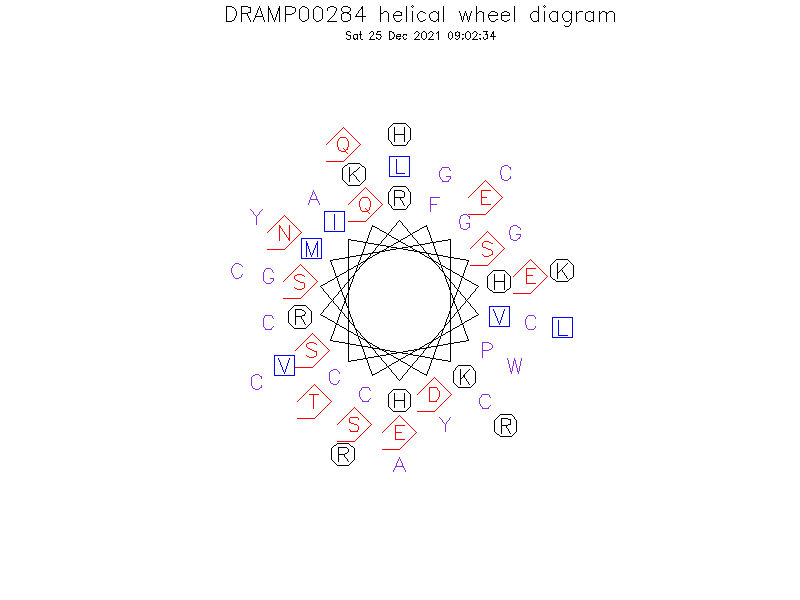 DRAMP00284 helical wheel diagram
Sat 25 Dec 2021 09:02:34
H
Q
L
K
G
C
A
Q
R
F
E
Y
I
G
G
N
M
S
C
G
S
H
E
K
C
R
V
C
L
S
P
V
C
W
C
K
T
C
H
D
C
S
E
Y
R
R
A